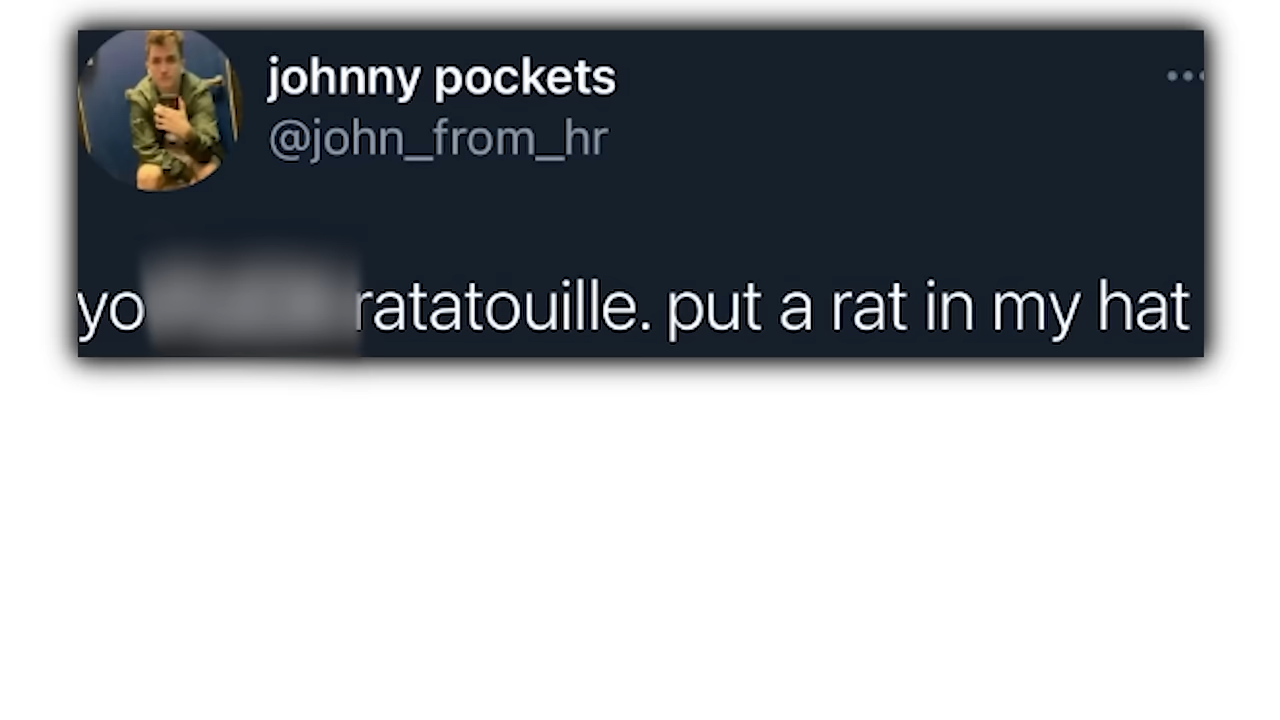 johnny pockets
@john_from_hr
yo ratatouille. put a rat in my hat